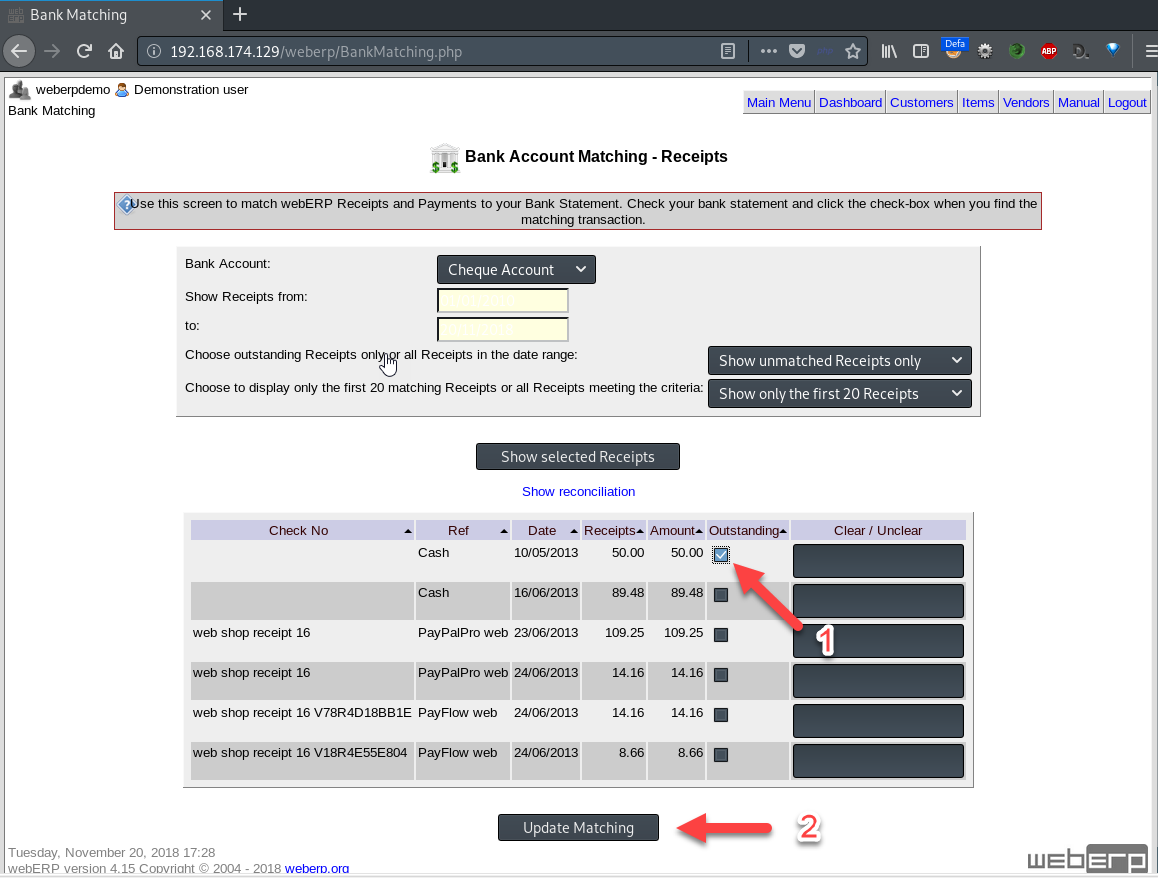 Bank Matching
192.168.174.129/weberp/BankMatching.php
Defa
ABP
D.
weberpdemo Demonstration user
Bank Matching
Main Menu Dashboard Customers Items Vendors Manual Logout
Bank Account Matching - Receipts
Use this screen to match webERP Receipts and Payments to your Bank Statement. Check your bank statement and click the check-box when you find the
matching transaction.
Bank Account: Cheque Account
Show Receipts from:
to:
Choose outstanding Receipts only or all Receipts in the date range: Show unmatched Receipts only
Choose to display only the first 20 matching Receipts or all Receipts meeting the criteria: Show only the first 20 Receipts
Show selected Receipts
Show reconciliation
Check No Ref Date Receipts Amount Outstanding Clear / Unclear
Cash 10/05/2013 50.00 50.00
Cash 16/06/2013 89.48 89.48
web shop receipt 16 PayPalPro web 23/06/2013 109.25 109.25
1
web shop receipt 16 PayPalPro web 24/06/2013 14.16 14.16
web shop receipt 16 V78R4D18BB1E PayFlow web 24/06/2013 14.16 14.16
web shop receipt 16 V18R4E55E804 PayFlow web 24/06/2013 8.66 8.66
Update Matching 2
Tuesday, November 20, 2018 17:28
webERP version 4.15 Copyright © 2004 - 2018 weberp.org
weberp